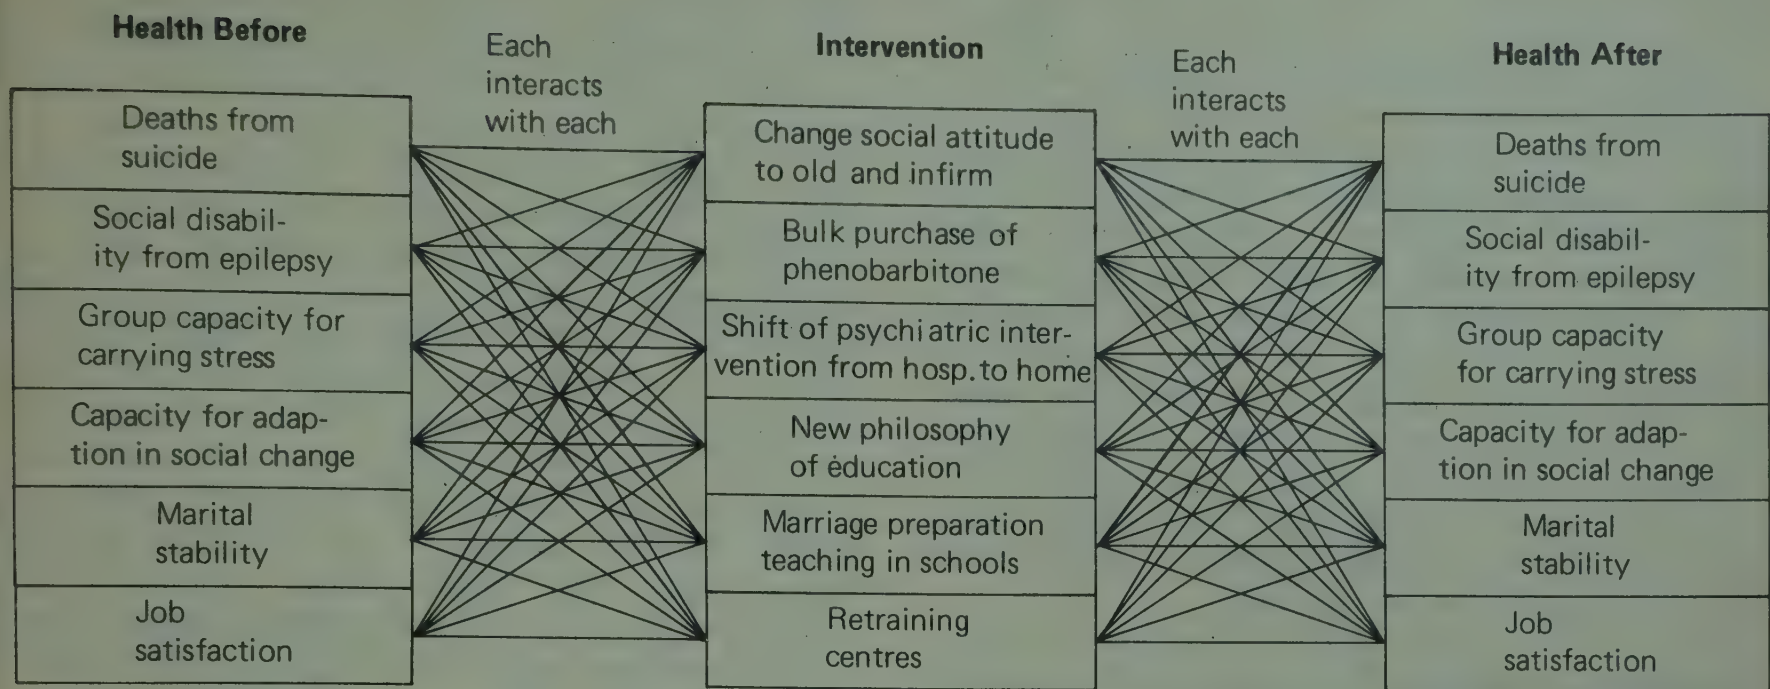 Health Before
Deaths from
suicide
Social disabil-
ity from epilepsy
Group capacity for
carrying stress
Capacity for adap-
tion in social change
Marital
stability
Job
satisfaction
Each
interacts
with each
Intervention
Change social attitude
to old and infirm
Bulk purchase of
phenobarbitone
Shift of psychiatric inter-
vention from hosp. to home
New philosophy
of education
Marriage preparation
teaching in schools
Retraining
centres
Each
interacts
with each
Health After
Deaths from
suicide
Social disabil-
ity from epilepsy
Group capacity
for carrying stress
Capacity for adap-
tion in social change
Marital
stability
Job
satisfaction